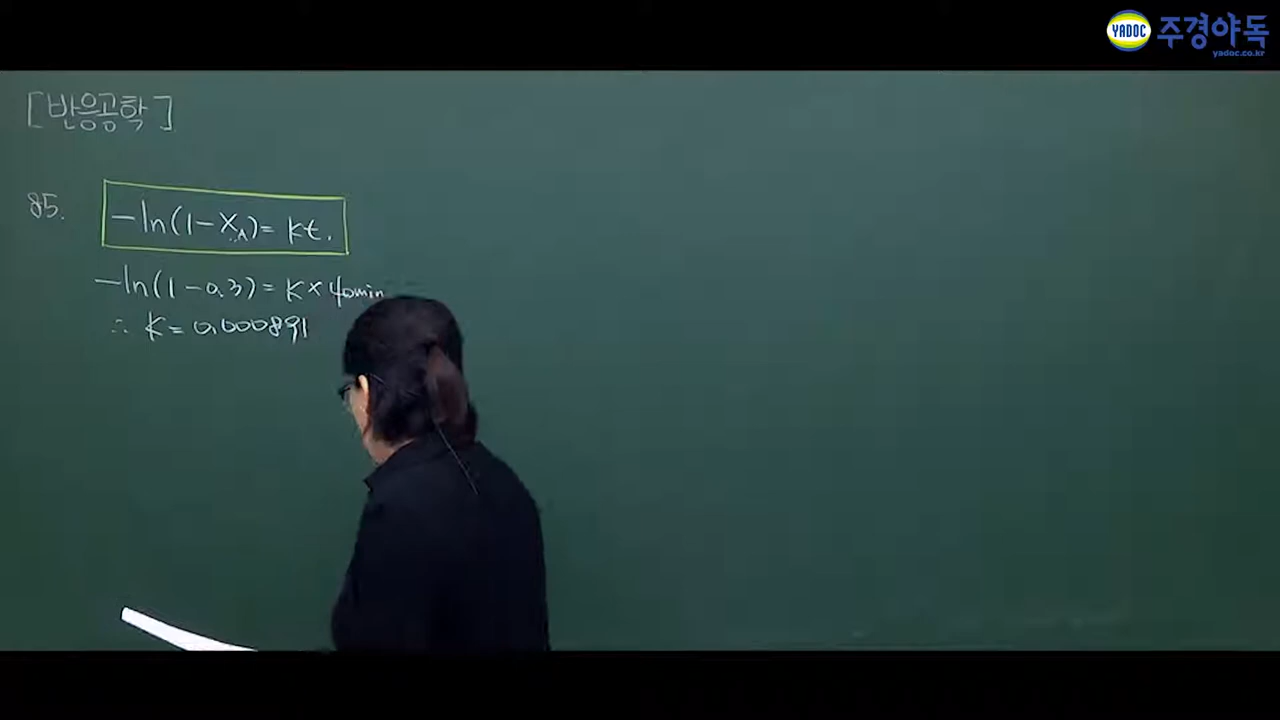 YADOC 주경야독
yadoc.co.kr
[반응공학]
85.
-ln(1-X_A)= kt.
-ln(1-0.3)= k×40min
∴ k= 0.000891